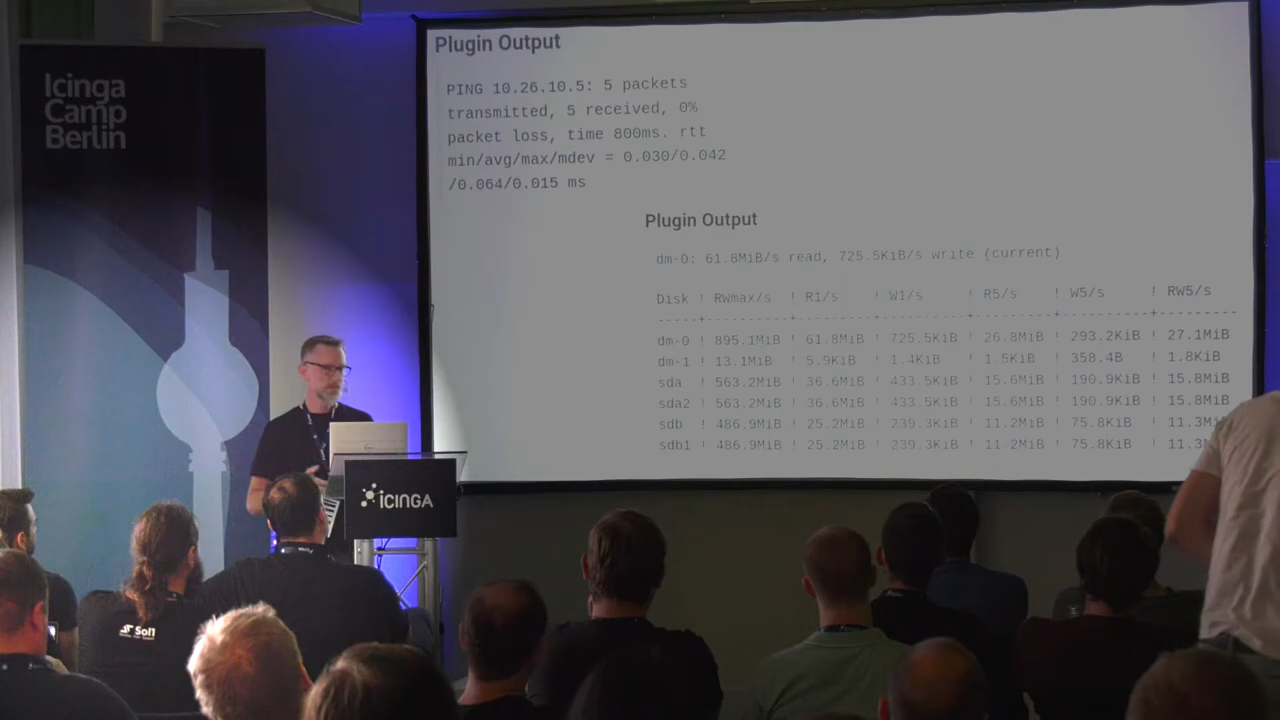 Icinga
Camp
Berlin
Plugin Output
PING 10.26.10.5: 5 packets
transmitted, 5 received, 0%
packet loss, time 800ms. rtt
min/avg/max/mdev = 0.030/0.042
/0.064/0.015 ms
Plugin Output
dm-0: 61.8MiB/s read, 725.5KiB/s write (current)
Disk ! RWmax/s ! R1/s ! W1/s ! R5/s ! W5/s ! RW5/s
-----+----------+---------+----------+---------+----------+---------
dm-0 ! 895.1MiB ! 61.8MiB ! 725.5KiB ! 26.8MiB ! 293.2KiB ! 27.1MiB
dm-1 ! 13.1MiB ! 5.9KiB ! 1.4KiB ! 1.5KiB ! 358.4B ! 1.8KiB
sda ! 563.2MiB ! 36.6MiB ! 433.5KiB ! 15.6MiB ! 190.9KiB ! 15.8MiB
sda2 ! 563.2MiB ! 36.6MiB ! 433.5KiB ! 15.6MiB ! 190.9KiB ! 15.8MiB
sdb ! 486.9MiB ! 25.2MiB ! 239.3KiB ! 11.2MiB ! 75.8KiB ! 11.3Mi
sdb1 ! 486.9MiB ! 25.2MiB ! 239.3KiB ! 11.2MiB ! 75.8KiB ! 11.3
ICINGA
Sol1